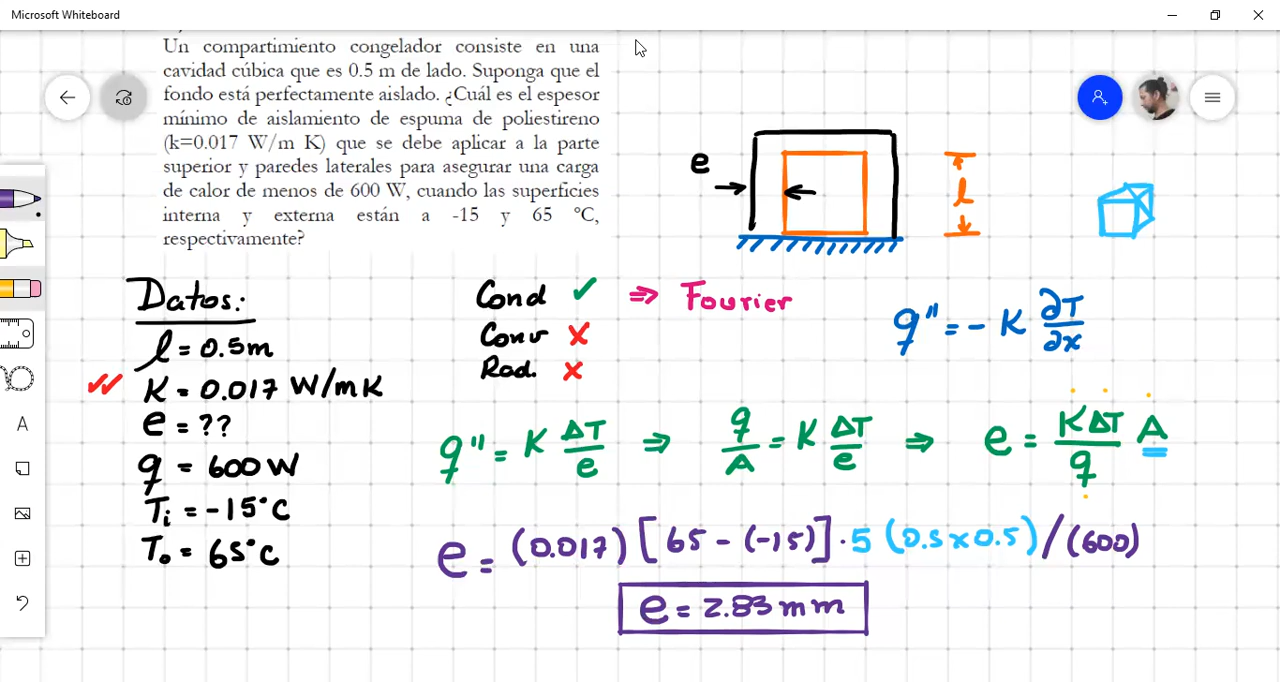 Microsoft Whiteboard
Un compartimiento congelador consiste en una
cavidad cúbica que es 0.5 m de lado. Suponga que el
fondo está perfectamente aislado. ¿Cuál es el espesor
mínimo de aislamiento de espuma de poliestireno
(k=0.017 W/m K) que se debe aplicar a la parte
superior y paredes laterales para asegurar una carga
de calor de menos de 600 W, cuando las superficies
interna y externa están a -15 y 65 °C,
respectivamente?
e
l
Datos:
l = 0.5m
K = 0.017 W/mK
e = ??
q = 600W
Ti = -15°C
To = 65°C
Cond ✓ ⇒ Fourier
Conv ✗
Rad. ✗
q" = - K ∂T/∂x
q" = K ΔT/e ⇒ q/A = K ΔT/e ⇒ e = KΔT/q A
e = (0.017) [65 - (-15)] · 5 (0.5x0.5) / (600)
e = 2.83 mm
A